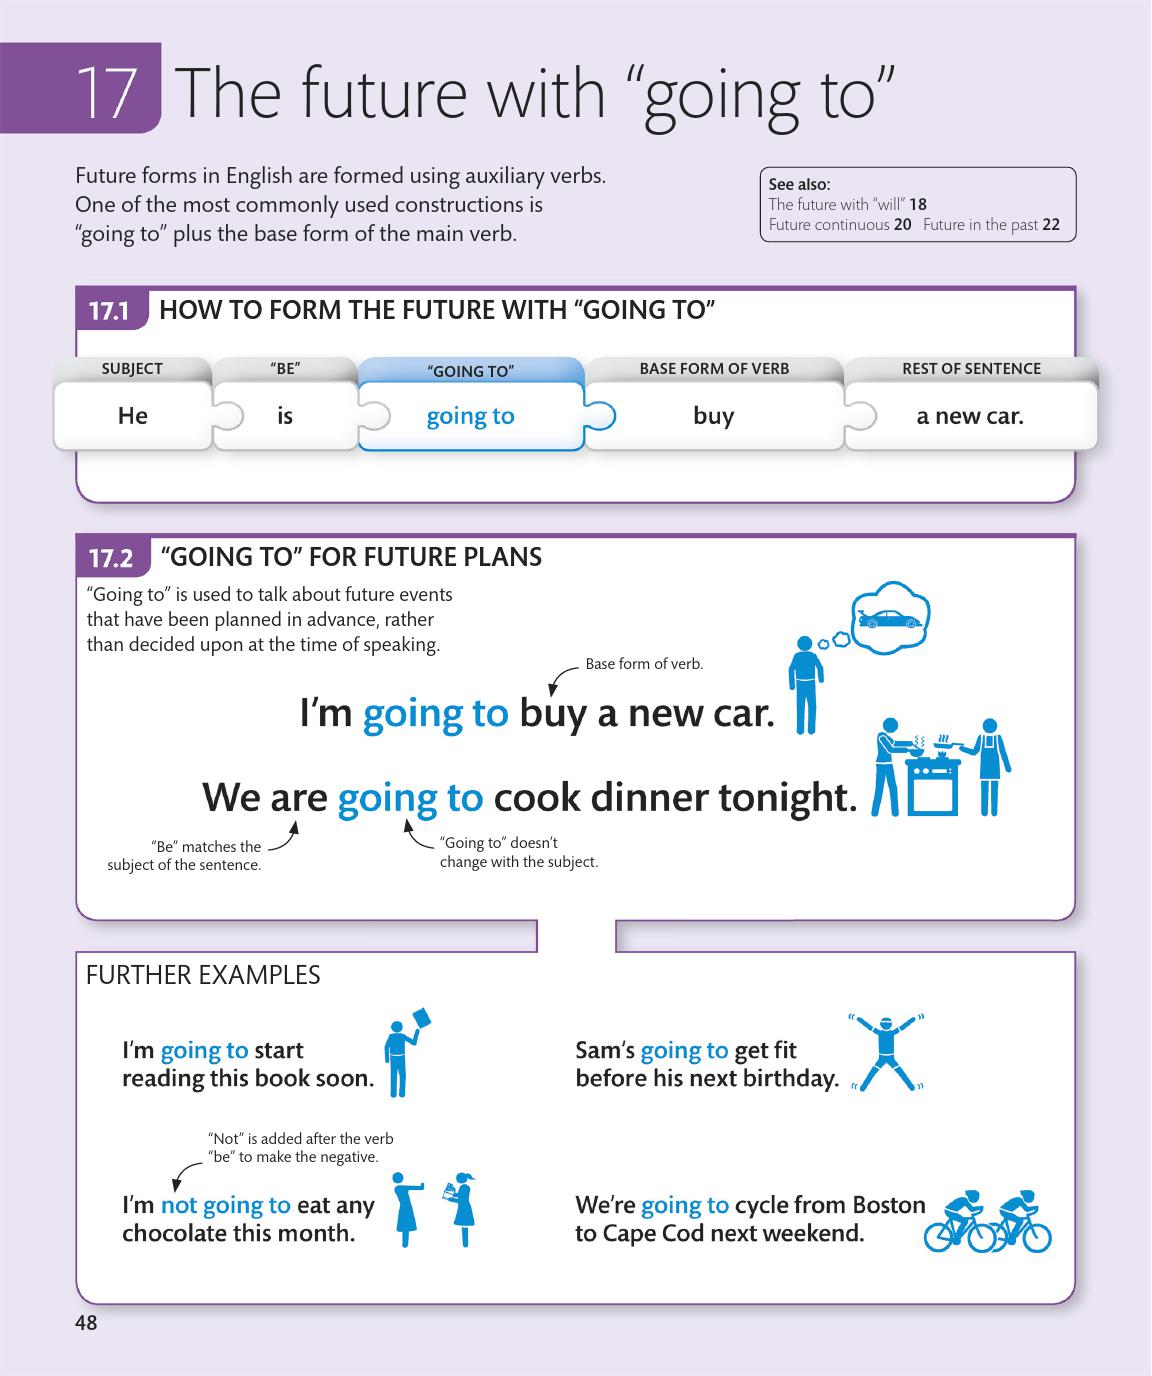 17 The future with “going to”
Future forms in English are formed using auxiliary verbs.
One of the most commonly used constructions is
“going to” plus the base form of the main verb.
See also:
The future with “will” 18
Future continuous 20 Future in the past 22
17.1 HOW TO FORM THE FUTURE WITH “GOING TO”
SUBJECT “BE” “GOING TO” BASE FORM OF VERB REST OF SENTENCE
He is going to buy a new car.
17.2 “GOING TO” FOR FUTURE PLANS
“Going to” is used to talk about future events
that have been planned in advance, rather
than decided upon at the time of speaking.
Base form of verb.
I’m going to buy a new car.
We are going to cook dinner tonight.
“Be” matches the
subject of the sentence.
“Going to” doesn’t
change with the subject.
FURTHER EXAMPLES
I’m going to start
reading this book soon.
Sam’s going to get fit
before his next birthday.
“Not” is added after the verb
“be” to make the negative.
I’m not going to eat any
chocolate this month.
We’re going to cycle from Boston
to Cape Cod next weekend.
48